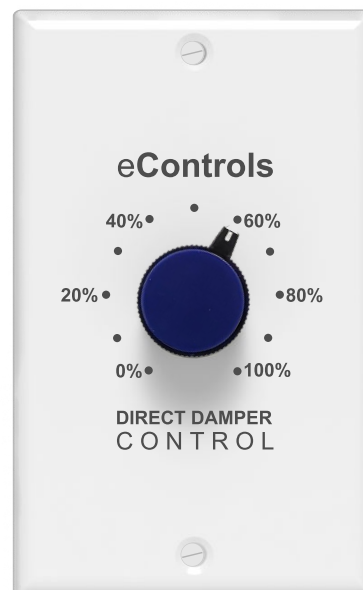 eControls
40% 60%
20% 80%
0% 100%
DIRECT DAMPER
CONTROL